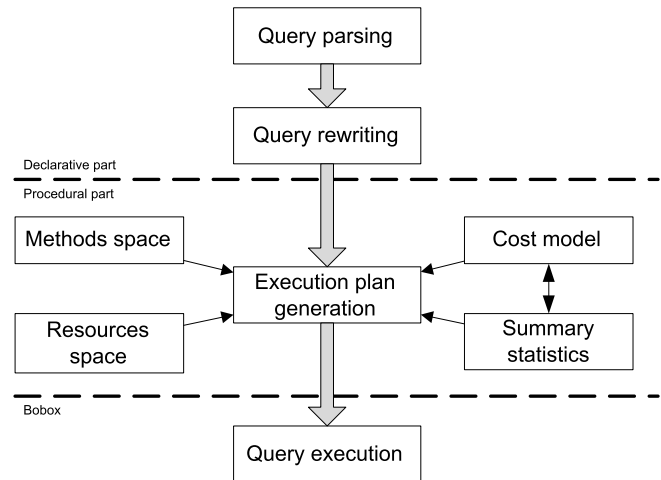 Query parsing
Query rewriting
Declarative part
Procedural part
Methods space
Cost model
Execution plan
generation
Resources
space
Summary
statistics
Bobox
Query execution